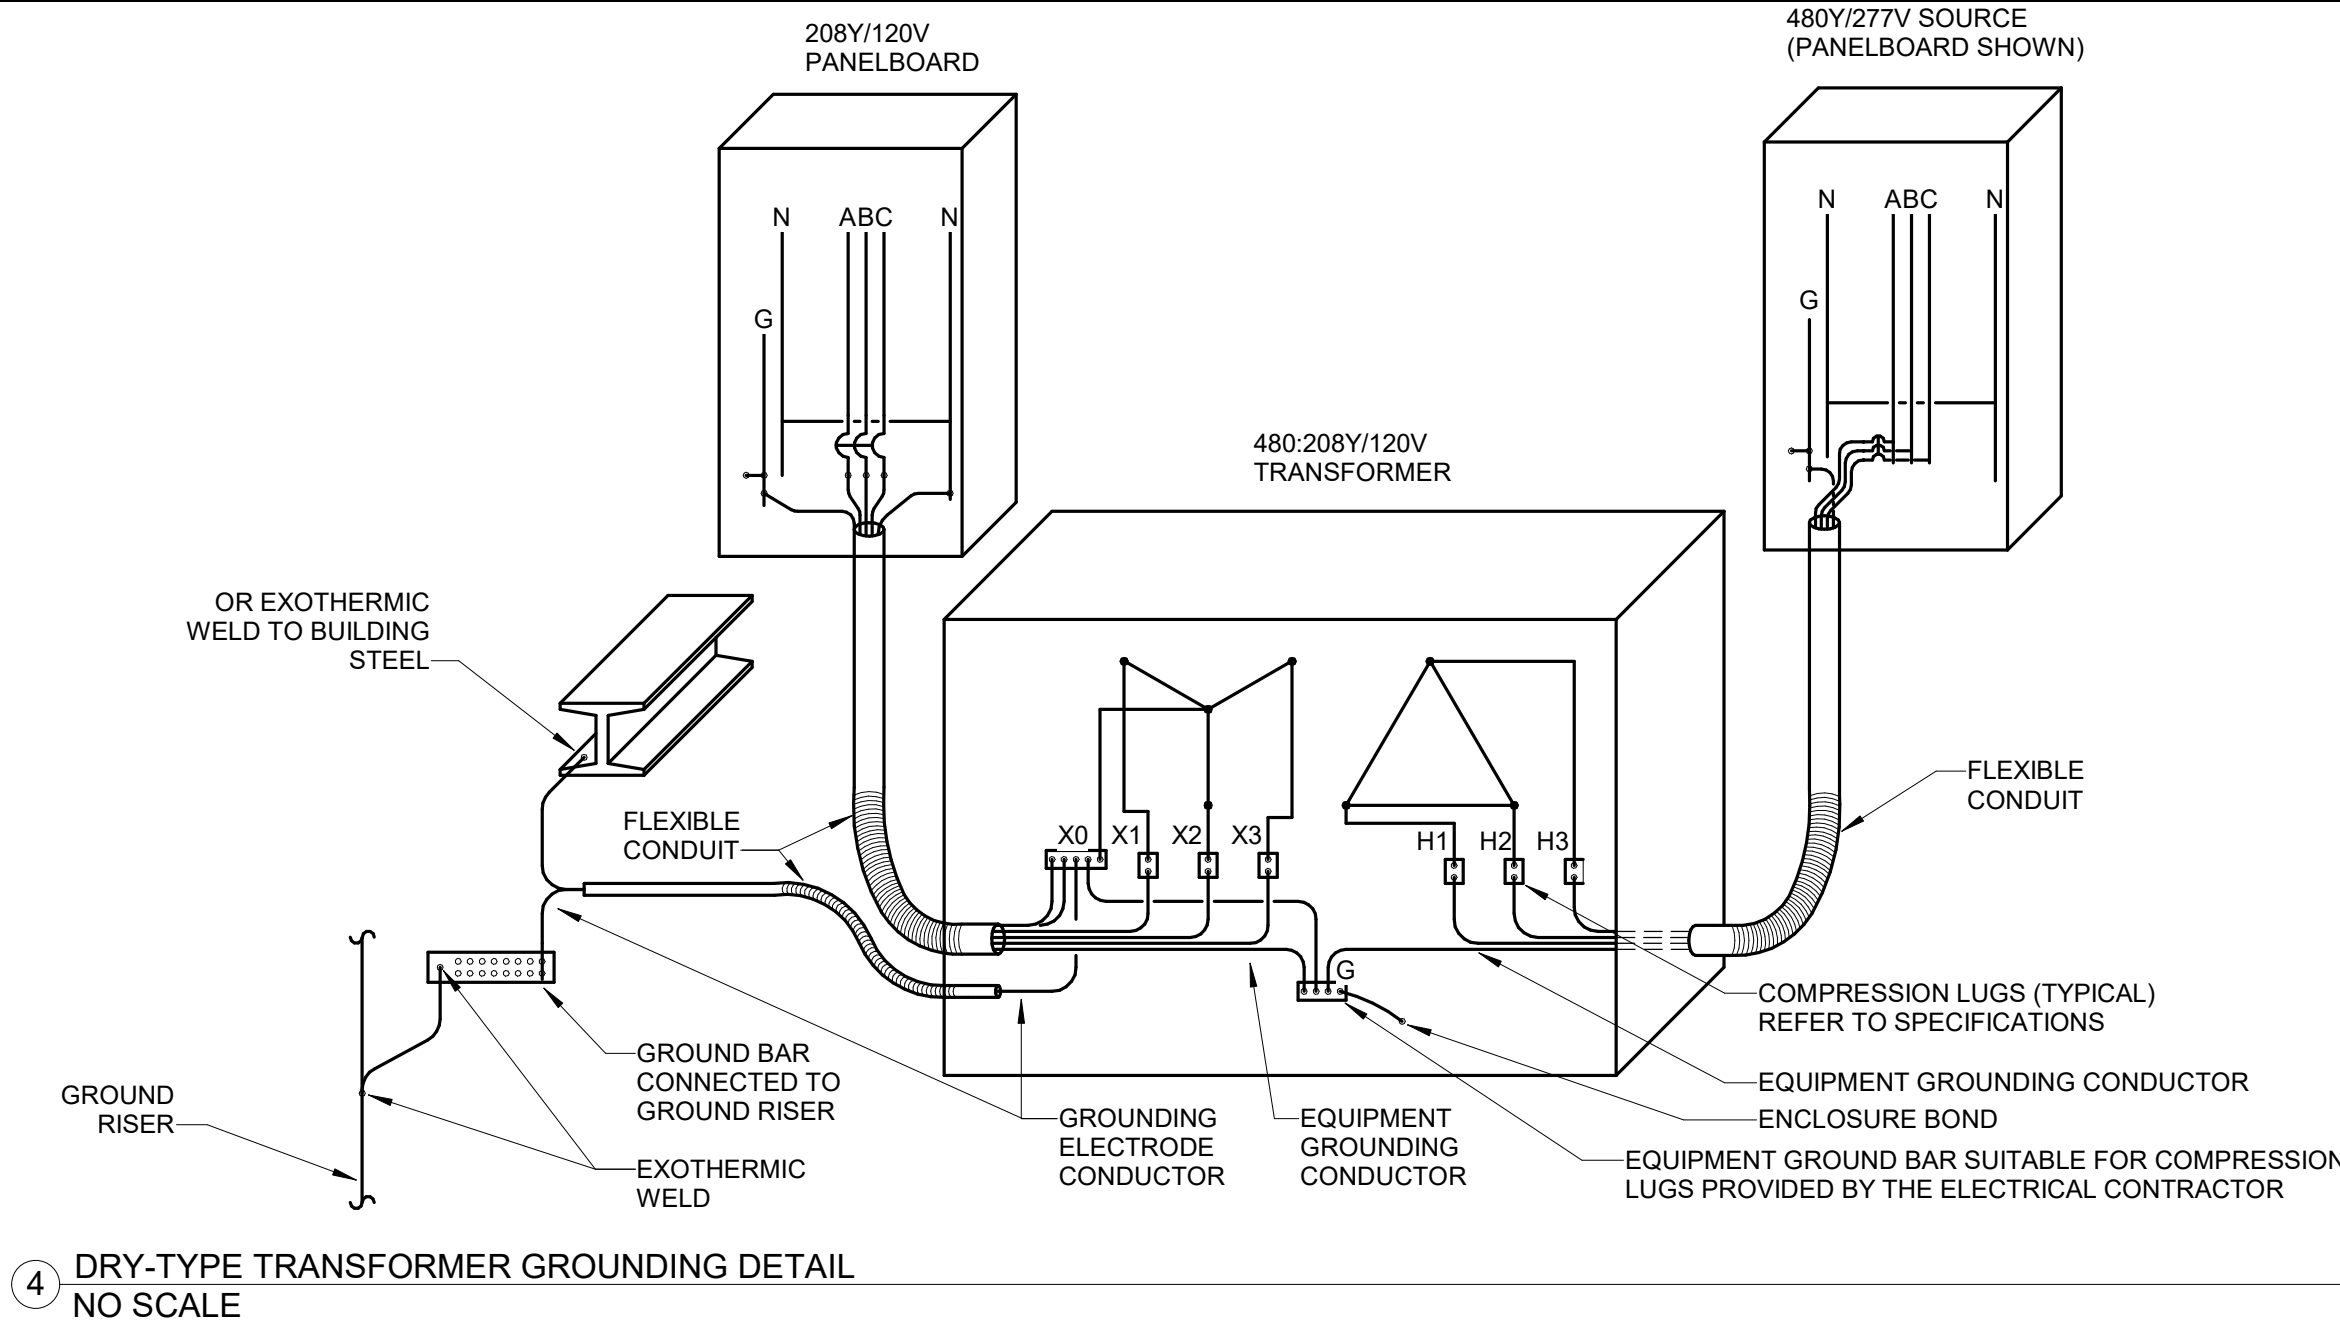 208Y/120V
PANELBOARD
480Y/277V SOURCE
(PANELBOARD SHOWN)
N
ABC
N
G
N
ABC
N
G
480:208Y/120V
TRANSFORMER
OR EXOTHERMIC
WELD TO BUILDING
STEEL
FLEXIBLE
CONDUIT
FLEXIBLE
CONDUIT
X0
X1
X2
X3
H1
H2
H3
G
COMPRESSION LUGS (TYPICAL)
REFER TO SPECIFICATIONS
GROUND BAR
CONNECTED TO
GROUND RISER
GROUND
RISER
EXOTHERMIC
WELD
GROUNDING
ELECTRODE
CONDUCTOR
EQUIPMENT
GROUNDING
CONDUCTOR
EQUIPMENT GROUNDING CONDUCTOR
ENCLOSURE BOND
EQUIPMENT GROUND BAR SUITABLE FOR COMPRESSION
LUGS PROVIDED BY THE ELECTRICAL CONTRACTOR
4
DRY-TYPE TRANSFORMER GROUNDING DETAIL
NO SCALE